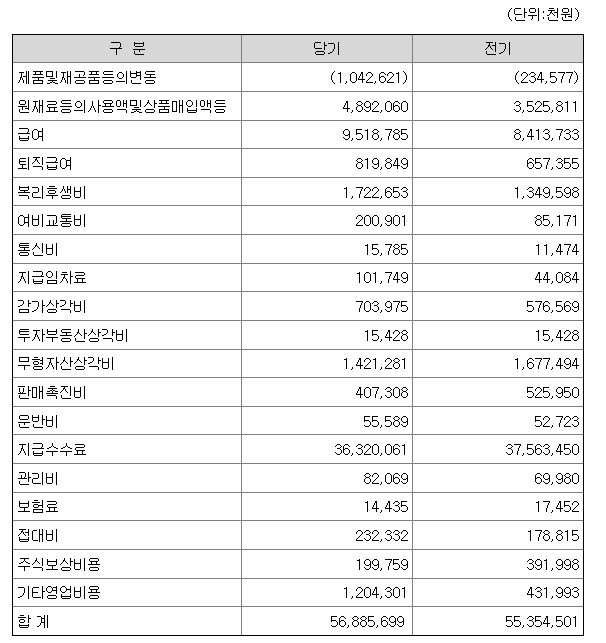 (단위:천원)
구 분 당기 전기
제품및재공품등의변동 (1,042,621) (234,577)
원재료등의사용액및상품매입액등 4,892,060 3,525,811
급여 9,518,785 8,413,733
퇴직급여 819,849 657,355
복리후생비 1,722,653 1,349,598
여비교통비 200,901 85,171
통신비 15,785 11,474
지급임차료 101,749 44,084
감가상각비 703,975 576,569
투자부동산상각비 15,428 15,428
무형자산상각비 1,421,281 1,677,494
판매촉진비 407,308 525,950
운반비 55,589 52,723
지급수수료 36,320,061 37,563,450
관리비 82,069 69,980
보험료 14,435 17,452
접대비 232,332 178,815
주식보상비용 199,759 391,998
기타영업비용 1,204,301 431,993
합 계 56,885,699 55,354,501